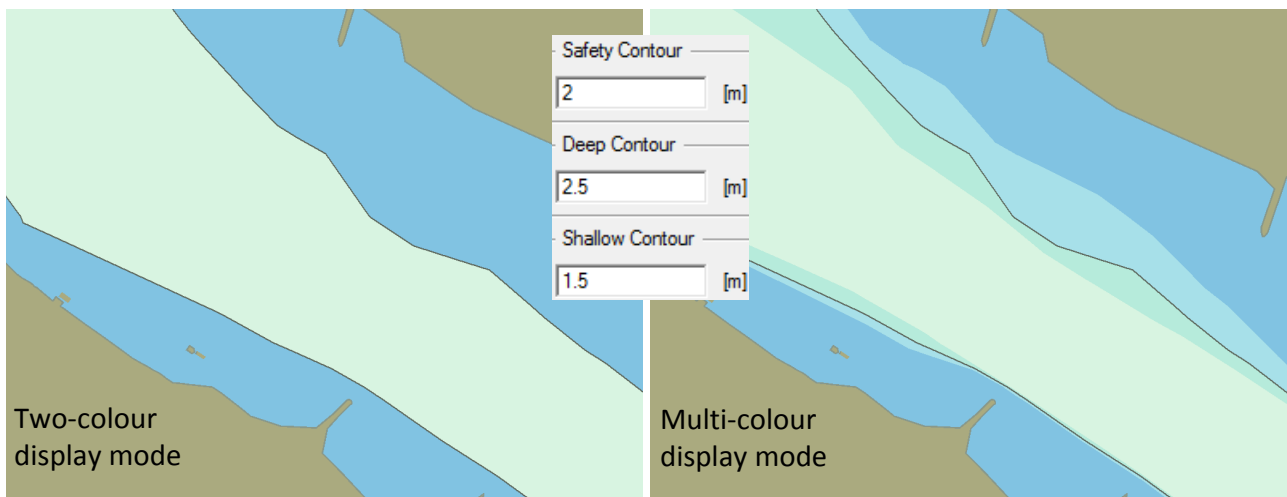 Safety Contour
2 [m]
Deep Contour
2.5 [m]
Shallow Contour
1.5 [m]
Two-colour
display mode
Multi-colour
display mode